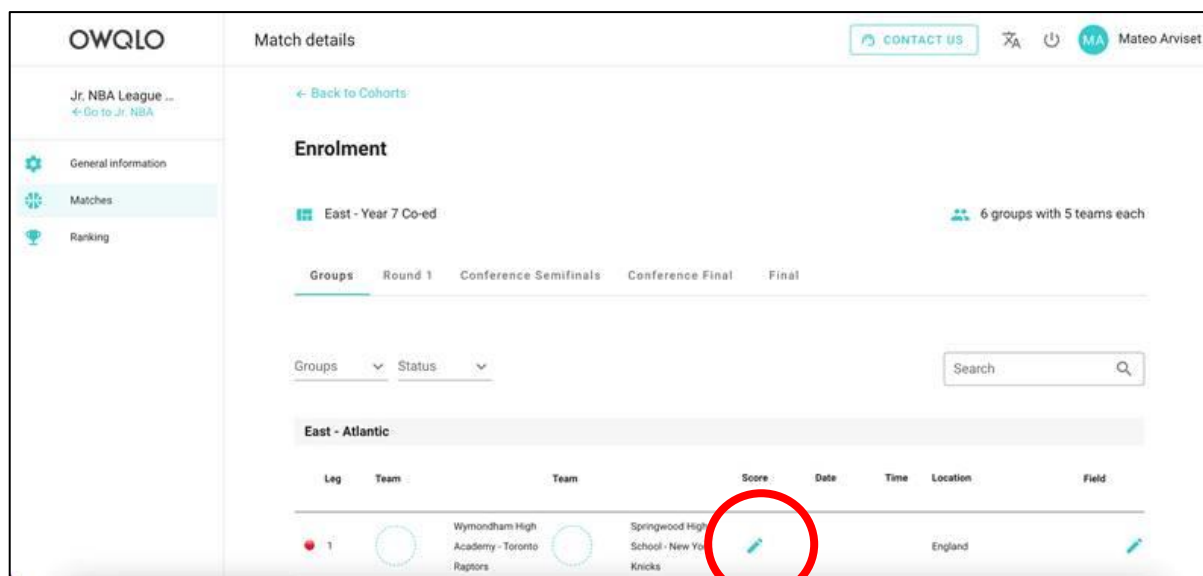 OWQLO
Match details
CONTACT US
MA
Mateo Arviset
Jr. NBA League ...
← Go to Jr. NBA
General information
Matches
Ranking
← Back to Cohorts
Enrolment
East - Year 7 Co-ed
6 groups with 5 teams each
Groups Round 1 Conference Semifinals Conference Final Final
Groups Status
Search
East - Atlantic
Leg Team Team Score Date Time Location Field
1
Wymondham High
Academy - Toronto
Raptors
Springwood High
School - New Yo
Knicks
England